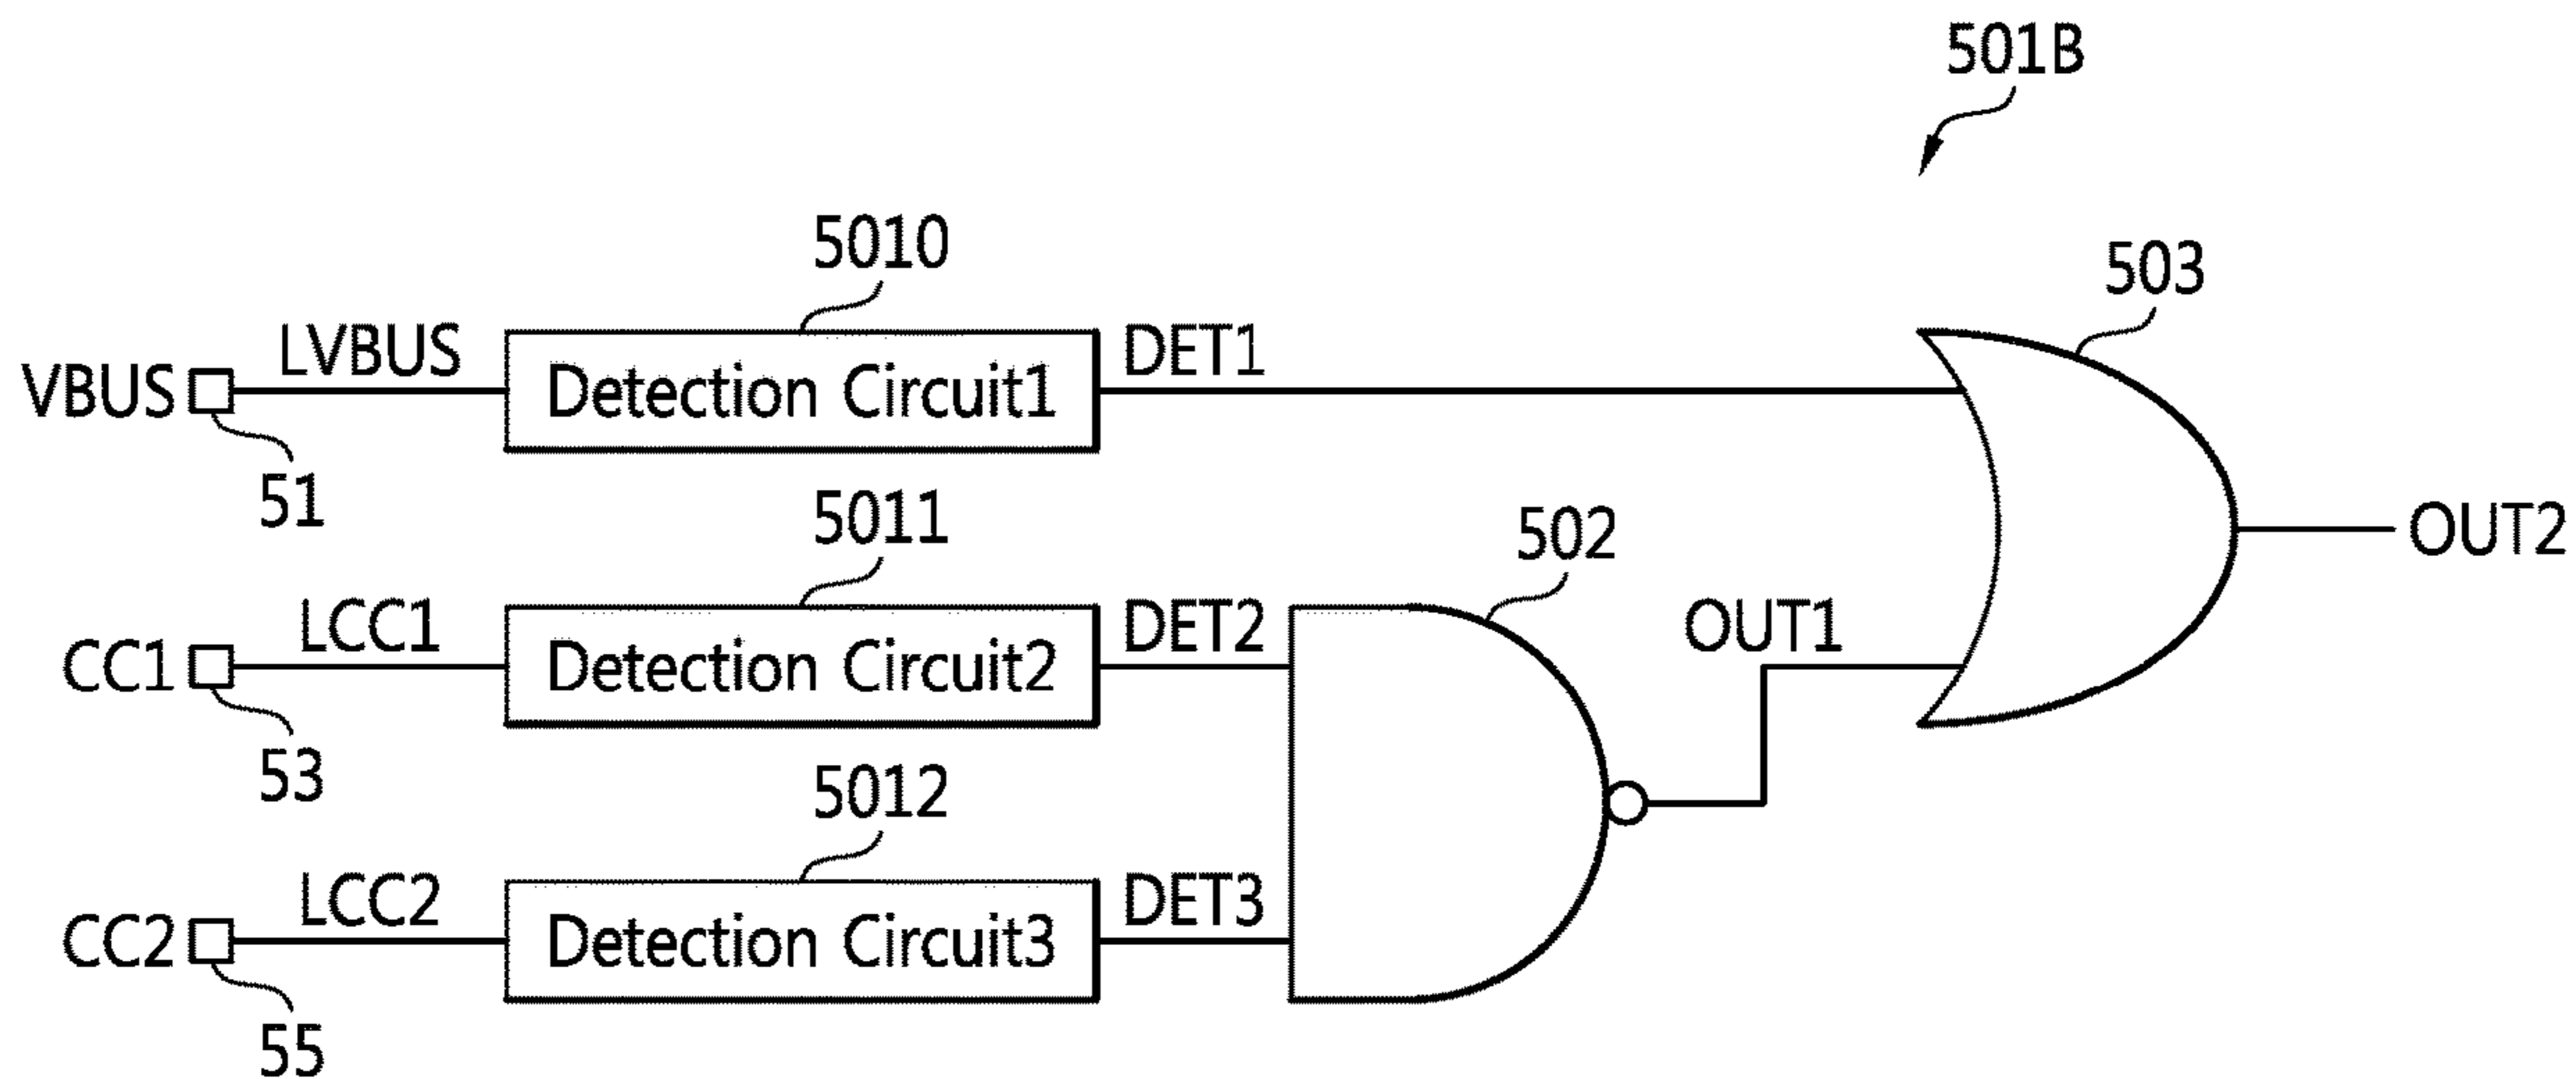 501B
5010
503
LVBUS
DET1
VBUS
Detection Circuit1
51
5011
502
OUT2
LCC1
DET2
OUT1
CC1
Detection Circuit2
53
5012
LCC2
DET3
CC2
Detection Circuit3
55